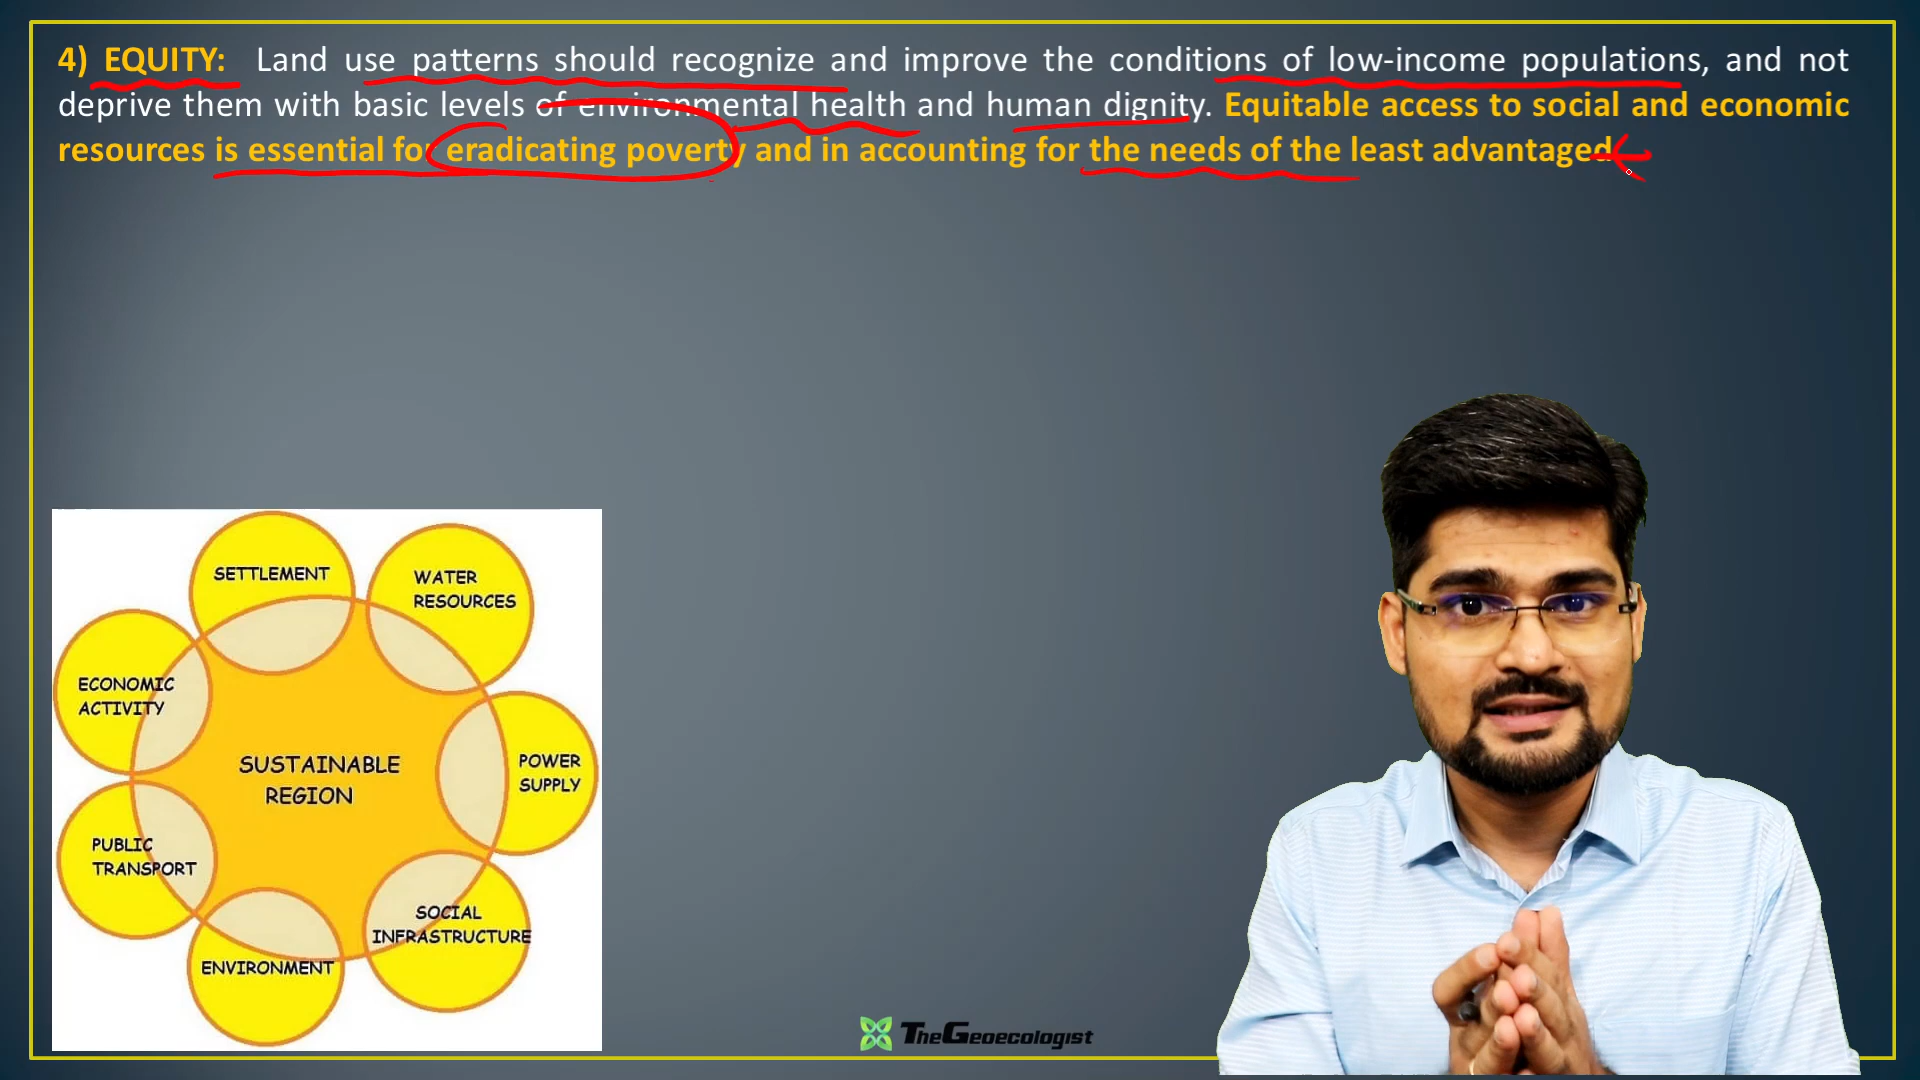 4) EQUITY: Land use patterns should recognize and improve the conditions of low-income populations, and not
deprive them with basic levels of environmental health and human dignity. Equitable access to social and economic
resources is essential for eradicating poverty and in accounting for the needs of the least advantaged
SETTLEMENT
WATER
RESOURCES
ECONOMIC
ACTIVITY
POWER
SUPPLY
SUSTAINABLE
REGION
PUBLIC
TRANSPORT
SOCIAL
INFRASTRUCTURE
ENVIRONMENT
TheGeoecologist